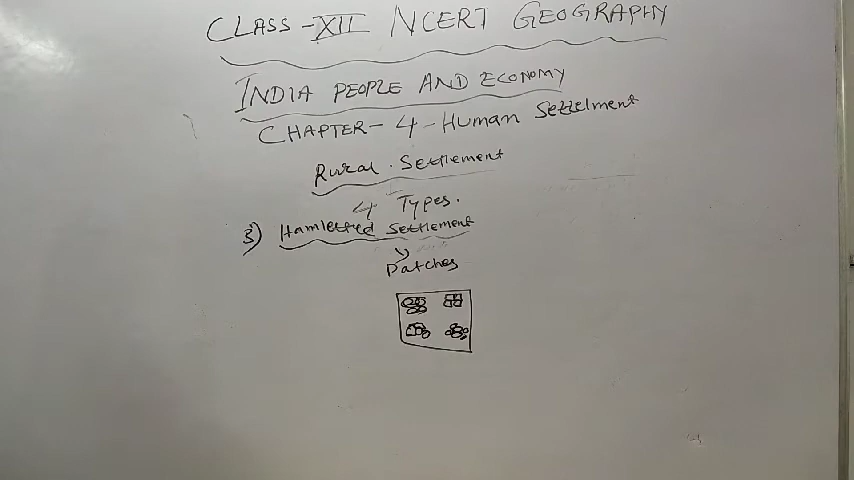 CLASS-XII NCERT GEOGRAPHY
INDIA PEOPLE AND ECONOMY
CHAPTER-4-HUMAN Settelment
Rural. Settlement
4 Types.
3) Hamletted Settlement
Patches